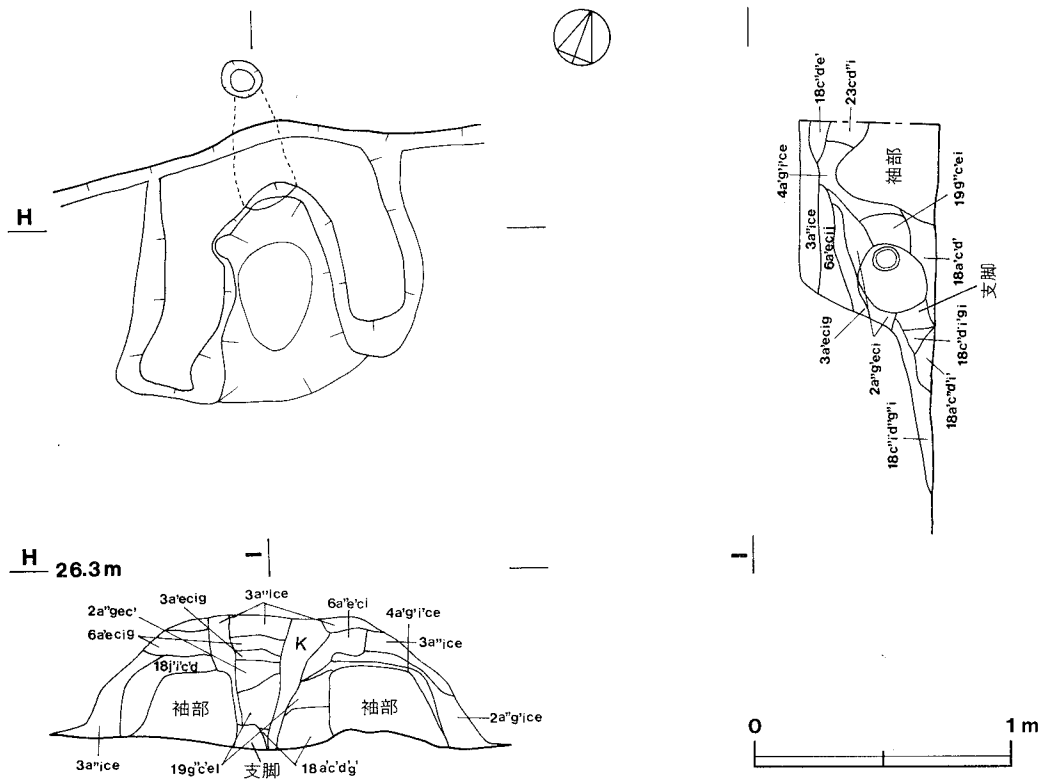 18c"d'e'
23c'd"i
4a'g'i'ce
袖部
19g"c'ei
3a"ice
6a'ecij
18a'c'd'
支脚
3a'ecig
2a"g'eci
18c"d'i'gi
18a'c"d'i'
18c"i'd"g"i
H
H 26.3m
I
I
3a'ecig
3a"ice
6a"e'ci
4a'g'i'ce
2a"gec'
6a'ecig
3a"ice
K
18j'i'c'd
袖部
袖部
2a"g'ice
3a"ice
19g"c'ei
支脚
18a'c'd'g'
0
1m